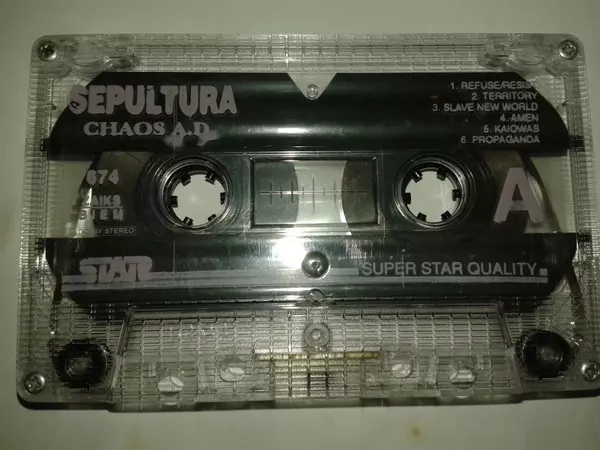 SEPULTURA
CHAOS A.D.
1. REFUSE/RESIST
2. TERRITORY
3. SLAVE NEW WORLD
4. AMEN
5. KAIOWAS
6. PROPAGANDA
674
A
STEREO
STAR
SUPER STAR QUALITY